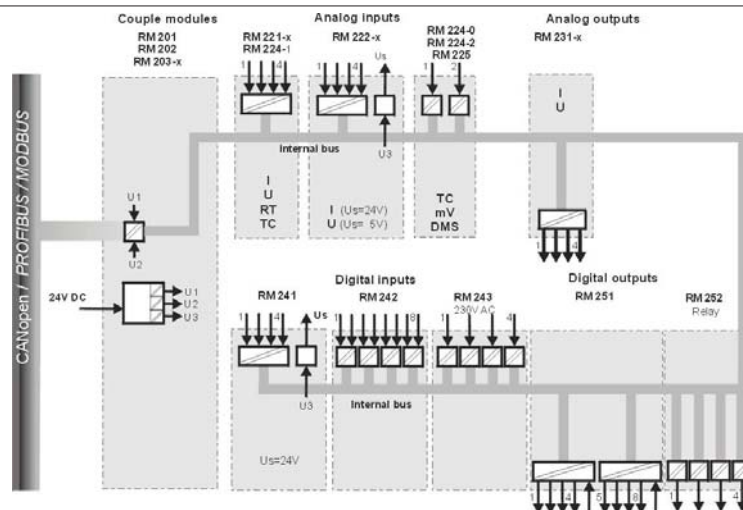 Couple modules
RM 201
RM 202
RM 203-x
Analog inputs
RM 221-x
RM 224-1
1 4
RM 222-x
1 4
Us
U3
RM 224-0
RM 224-2
RM 225
1 2
Analog outputs
RM 231-x
I
U
1 4
CANopen / PROFIBUS / MODBUS
Internal bus
U1
U2
I
U
RT
TC
I (Us=24V)
U (Us= 5V)
TC
mV
DMS
24V DC
U1
U2
U3
Digital inputs
RM 241
1 4
Us
U3
Us=24V
RM 242
1 8
RM 243
230V AC
1 4
Internal bus
Digital outputs
RM 251
1 4 5 8
RM 252
Relay
1 4